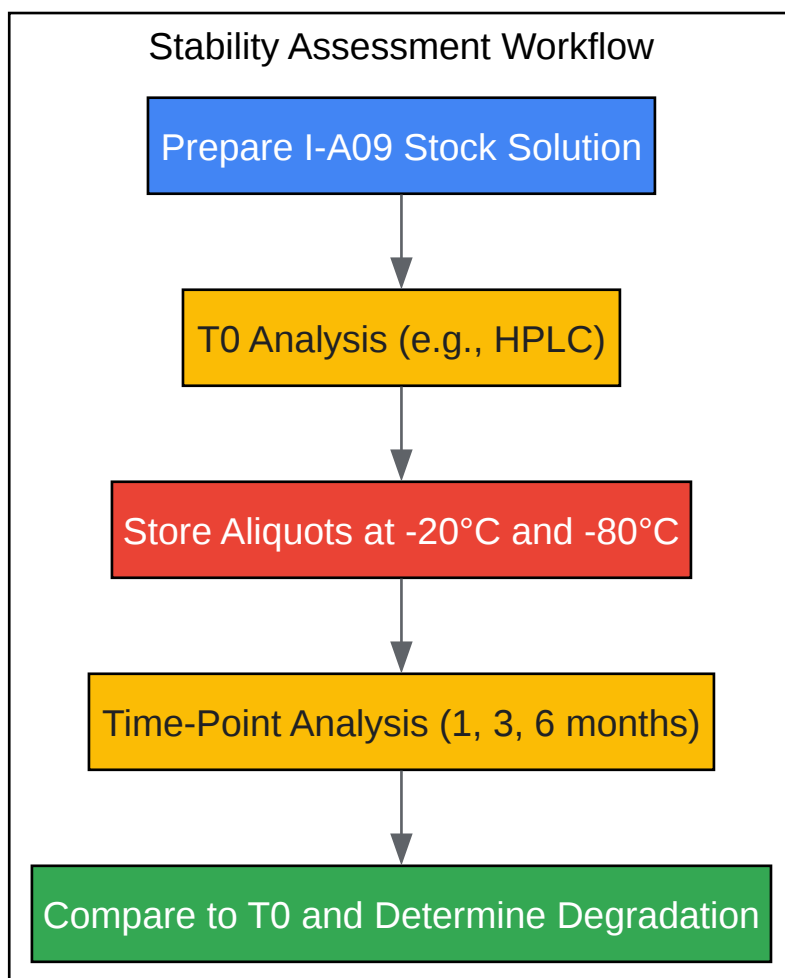 Stability Assessment Workflow
Prepare I-A09 Stock Solution
T0 Analysis (e.g., HPLC)
Store Aliquots at -20°C and -80°C
Time-Point Analysis (1, 3, 6 months)
Compare to T0 and Determine Degradation